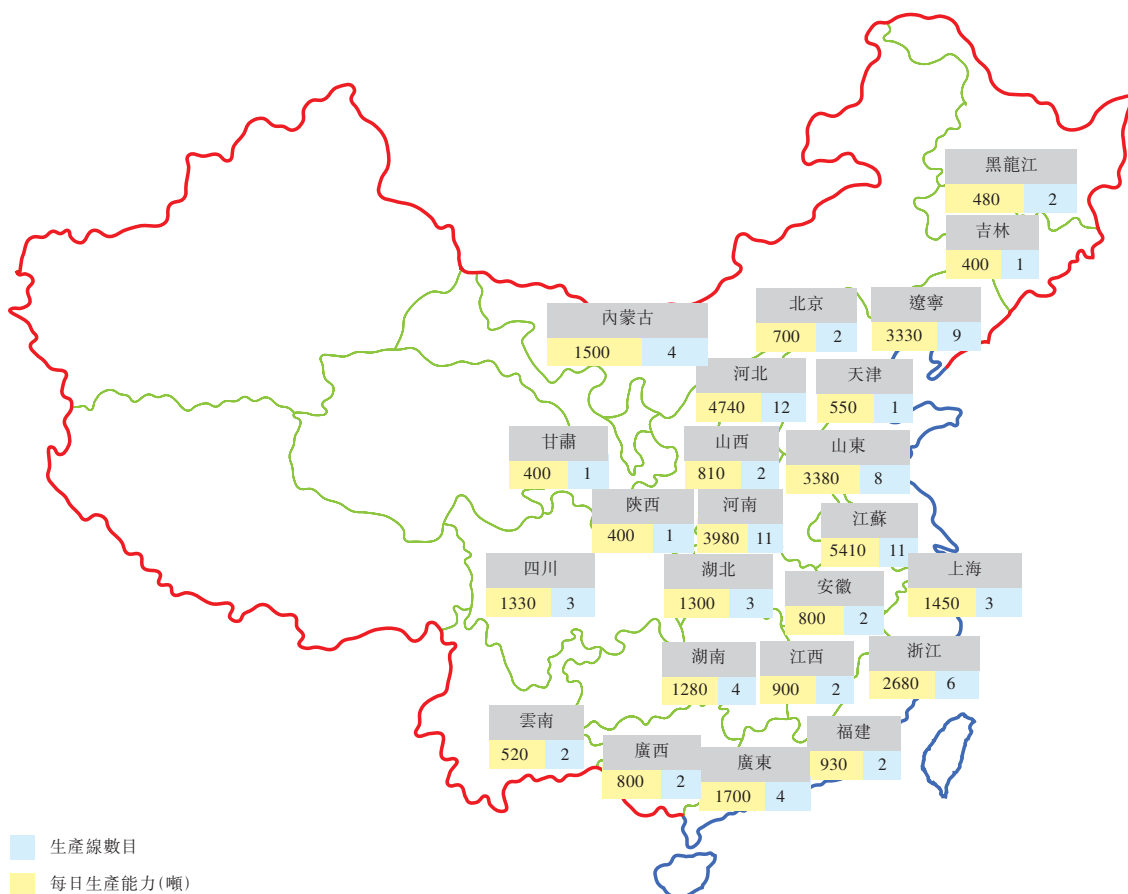 黑龍江
480 2
吉林
400 1
北京
700 2
遼寧
3330 9
內蒙古
1500 4
河北
4740 12
天津
550 1
甘肅
400 1
山西
810 2
山東
3380 8
陝西
400 1
河南
3980 11
江蘇
5410 11
四川
1330 3
湖北
1300 3
安徽
800 2
上海
1450 3
湖南
1280 4
江西
900 2
浙江
2680 6
雲南
520 2
廣西
800 2
廣東
1700 4
福建
930 2
生產線數目
每日生產能力(噸)